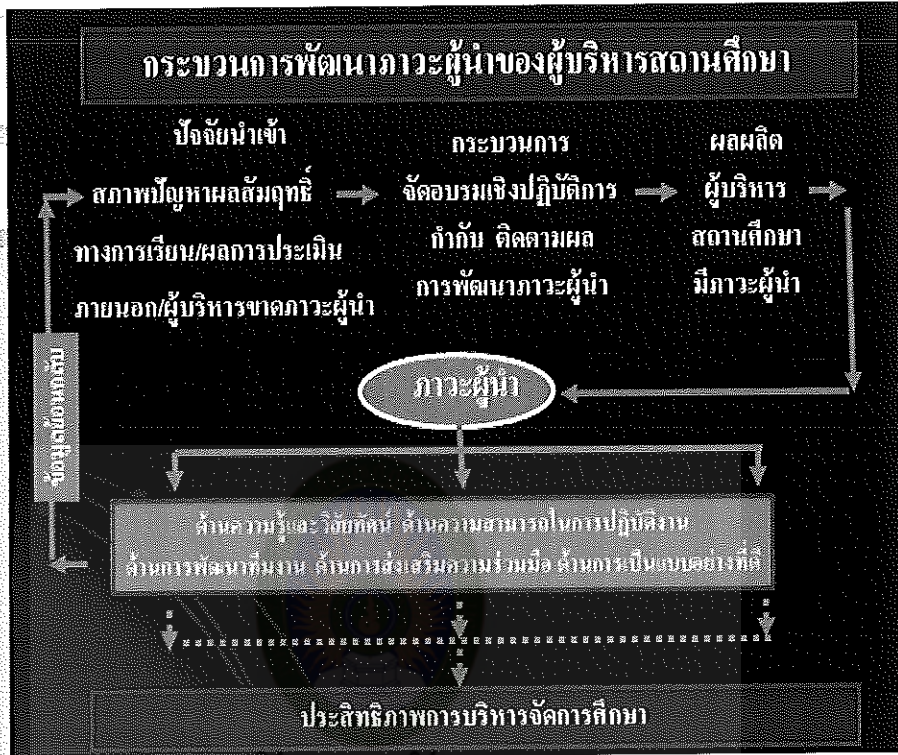 กระบวนการพัฒนาภาวะผู้นำของผู้บริหารสถานศึกษา
ปัจจัยนำเข้า
สภาพปัญหาผลสัมฤทธิ์
ทางการเรียน/ผลการประเมิน
ภายนอก/ผู้บริหารขาดภาวะผู้นำ
กระบวนการ
จัดอบรมเชิงปฏิบัติการ
กำกับ ติดตามผล
การพัฒนาภาวะผู้นำ
ผลผลิต
ผู้บริหาร
สถานศึกษา
มีภาวะผู้นำ
ข้อมูลย้อนกลับ
ภาวะผู้นำ
ด้านความรู้และวิสัยทัศน์ ด้านความสามารถในการปฏิบัติงาน
ด้านการพัฒนาทีมงาน ด้านการส่งเสริมความร่วมมือ ด้านการเป็นแบบอย่างที่ดี
ประสิทธิภาพการบริหารจัดการศึกษา